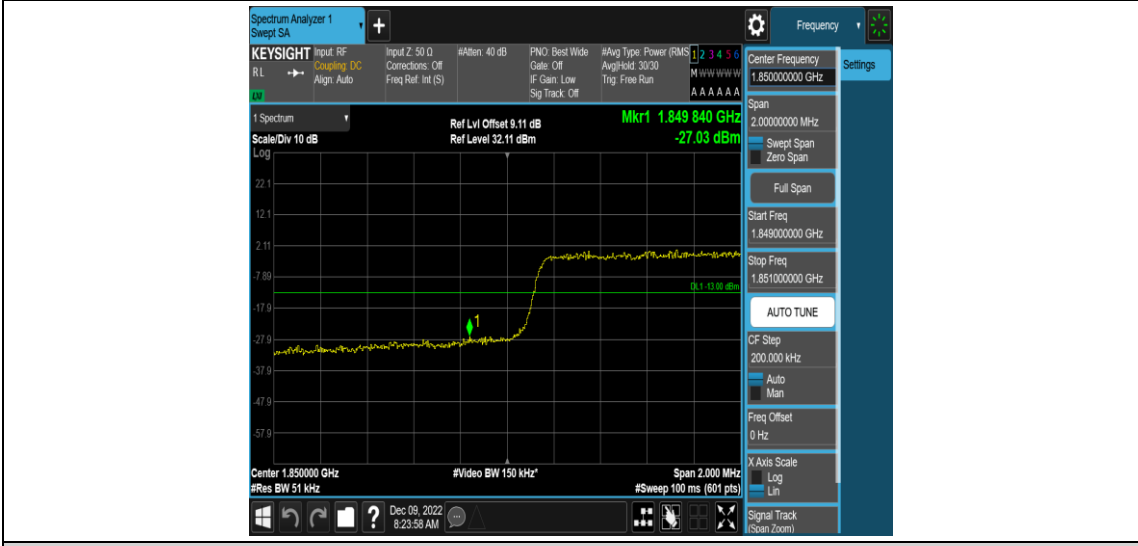 Spectrum Analyzer 1
Swept SA
+
Frequency
KEYSIGHT
RL
Input: RF
Coupling: DC
Align: Auto
Input Z: 50 Ω
Corrections: Off
Freq Ref: Int (S)
#Atten: 40 dB
PNO: Best Wide
Gate: Off
IF Gain: Low
Sig Track: Off
#Avg Type: Power (RMS
Avg|Hold: 30/30
Trig: Free Run
1 2 3 4 5 6
M W W W W W
A A A A A A
1 Spectrum
Scale/Div 10 dB
Log
Ref Lvl Offset 9.11 dB
Ref Level 32.11 dBm
Mkr1 1.849 840 GHz
-27.03 dBm
22.1
12.1
2.11
-7.89
-17.9
-27.9
-37.9
-47.9
-57.9
DL1 -13.00 dBm
1
Center 1.850000 GHz
#Res BW 51 kHz
#Video BW 150 kHz*
Span 2.000 MHz
#Sweep 100 ms (601 pts)
Dec 09, 2022
8:23:58 AM
?
Center Frequency
1.850000000 GHz
Settings
Span
2.00000000 MHz
Swept Span
Zero Span
Full Span
Start Freq
1.849000000 GHz
Stop Freq
1.851000000 GHz
AUTO TUNE
CF Step
200.000 kHz
Auto
Man
Freq Offset
0 Hz
X Axis Scale
Log
Lin
Signal Track
(Span Zoom)